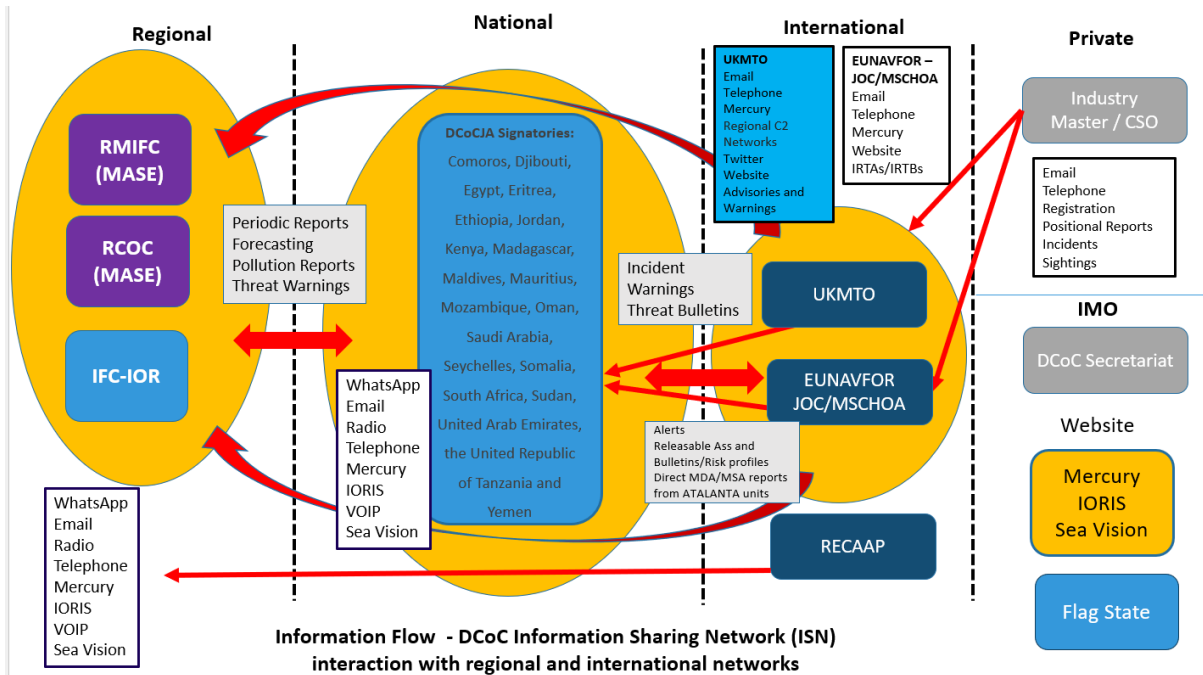 Regional
National
International
Private
RMIFC
(MASE)
RCOC
(MASE)
IFC-IOR
Periodic Reports
Forecasting
Pollution Reports
Threat Warnings
WhatsApp
Email
Radio
Telephone
Mercury
IORIS
VOIP
Sea Vision
DCoCJA Signatories:
Comoros, Djibouti,
Egypt, Eritrea,
Ethiopia, Jordan,
Kenya, Madagascar,
Maldives, Mauritius,
Mozambique, Oman,
Saudi Arabia,
Seychelles, Somalia,
South Africa, Sudan,
United Arab Emirates,
the United Republic
of Tanzania and
Yemen
WhatsApp
Email
Radio
Telephone
Mercury
IORIS
VOIP
Sea Vision
UKMTO
Email
Telephone
Mercury
Regional C2
Networks
Twitter
Website
Advisories and
Warnings
EUNAVFOR –
JOC/MSCHOA
Email
Telephone
Mercury
Website
IRTAs/IRTBs
Incident
Warnings
Threat Bulletins
UKMTO
EUNAVFOR
JOC/MSCHOA
Alerts
Releasable Ass and
Bulletins/Risk profiles
Direct MDA/MSA reports
from ATALANTA units
RECAAP
Industry
Master / CSO
Email
Telephone
Registration
Positional Reports
Incidents
Sightings
IMO
DCoC Secretariat
Website
Mercury
IORIS
Sea Vision
Flag State
Information Flow - DCoC Information Sharing Network (ISN)
interaction with regional and international networks